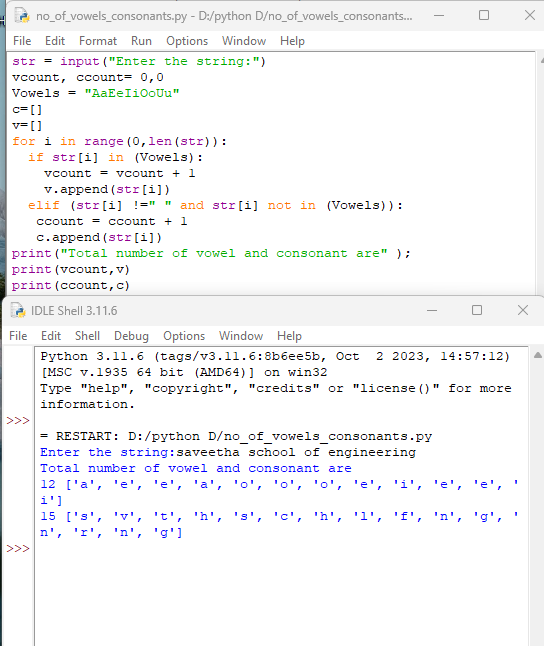 no_of_vowels_consonants.py - D:/python D/no_of_vowels_consonants...
File Edit Format Run Options Window Help
str = input("Enter the string:")
vcount, ccount= 0,0
Vowels = "AaEeIiOoUu"
c=[]
v=[]
for i in range(0,len(str)):
  if str[i] in (Vowels):
    vcount = vcount + 1
    v.append(str[i])
  elif (str[i] !=" " and str[i] not in (Vowels)):
   ccount = ccount + 1
   c.append(str[i])
print("Total number of vowel and consonant are" );
print(vcount,v)
print(ccount,c)
IDLE Shell 3.11.6
File Edit Shell Debug Options Window Help
Python 3.11.6 (tags/v3.11.6:8b6ee5b, Oct  2 2023, 14:57:12)
[MSC v.1935 64 bit (AMD64)] on win32
Type "help", "copyright", "credits" or "license()" for more
information.
>>>
= RESTART: D:/python D/no_of_vowels_consonants.py
Enter the string:saveetha school of engineering
Total number of vowel and consonant are
12 ['a', 'e', 'e', 'a', 'o', 'o', 'o', 'e', 'i', 'e', 'e', '
i']
15 ['s', 'v', 't', 'h', 's', 'c', 'h', 'l', 'f', 'n', 'g', '
n', 'r', 'n', 'g']
>>>